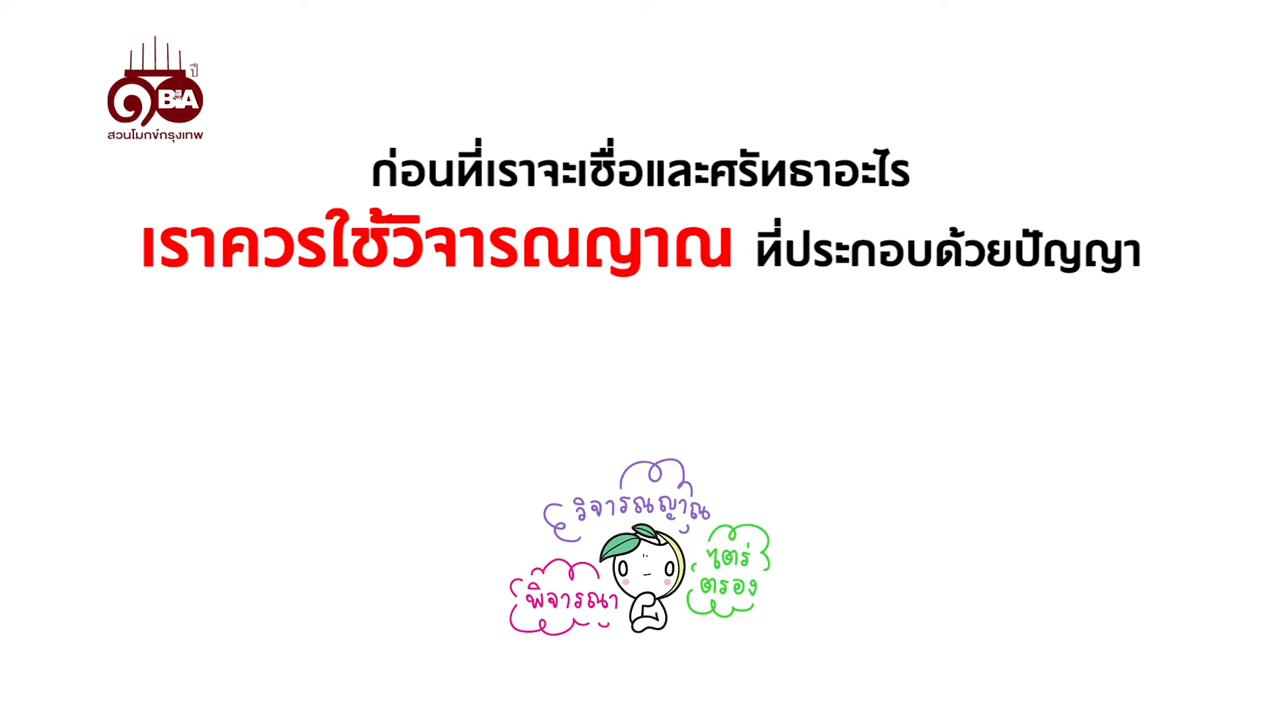 ๑๐ ปี
BIA
สวนโมกข์กรุงเทพ
ก่อนที่เราจะเชื่อและศรัทธาอะไร
เราควรใช้วิจารณญาณ ที่ประกอบด้วยปัญญา
วิจารณญาณ
ไตร่
ตรอง
พิจารณา